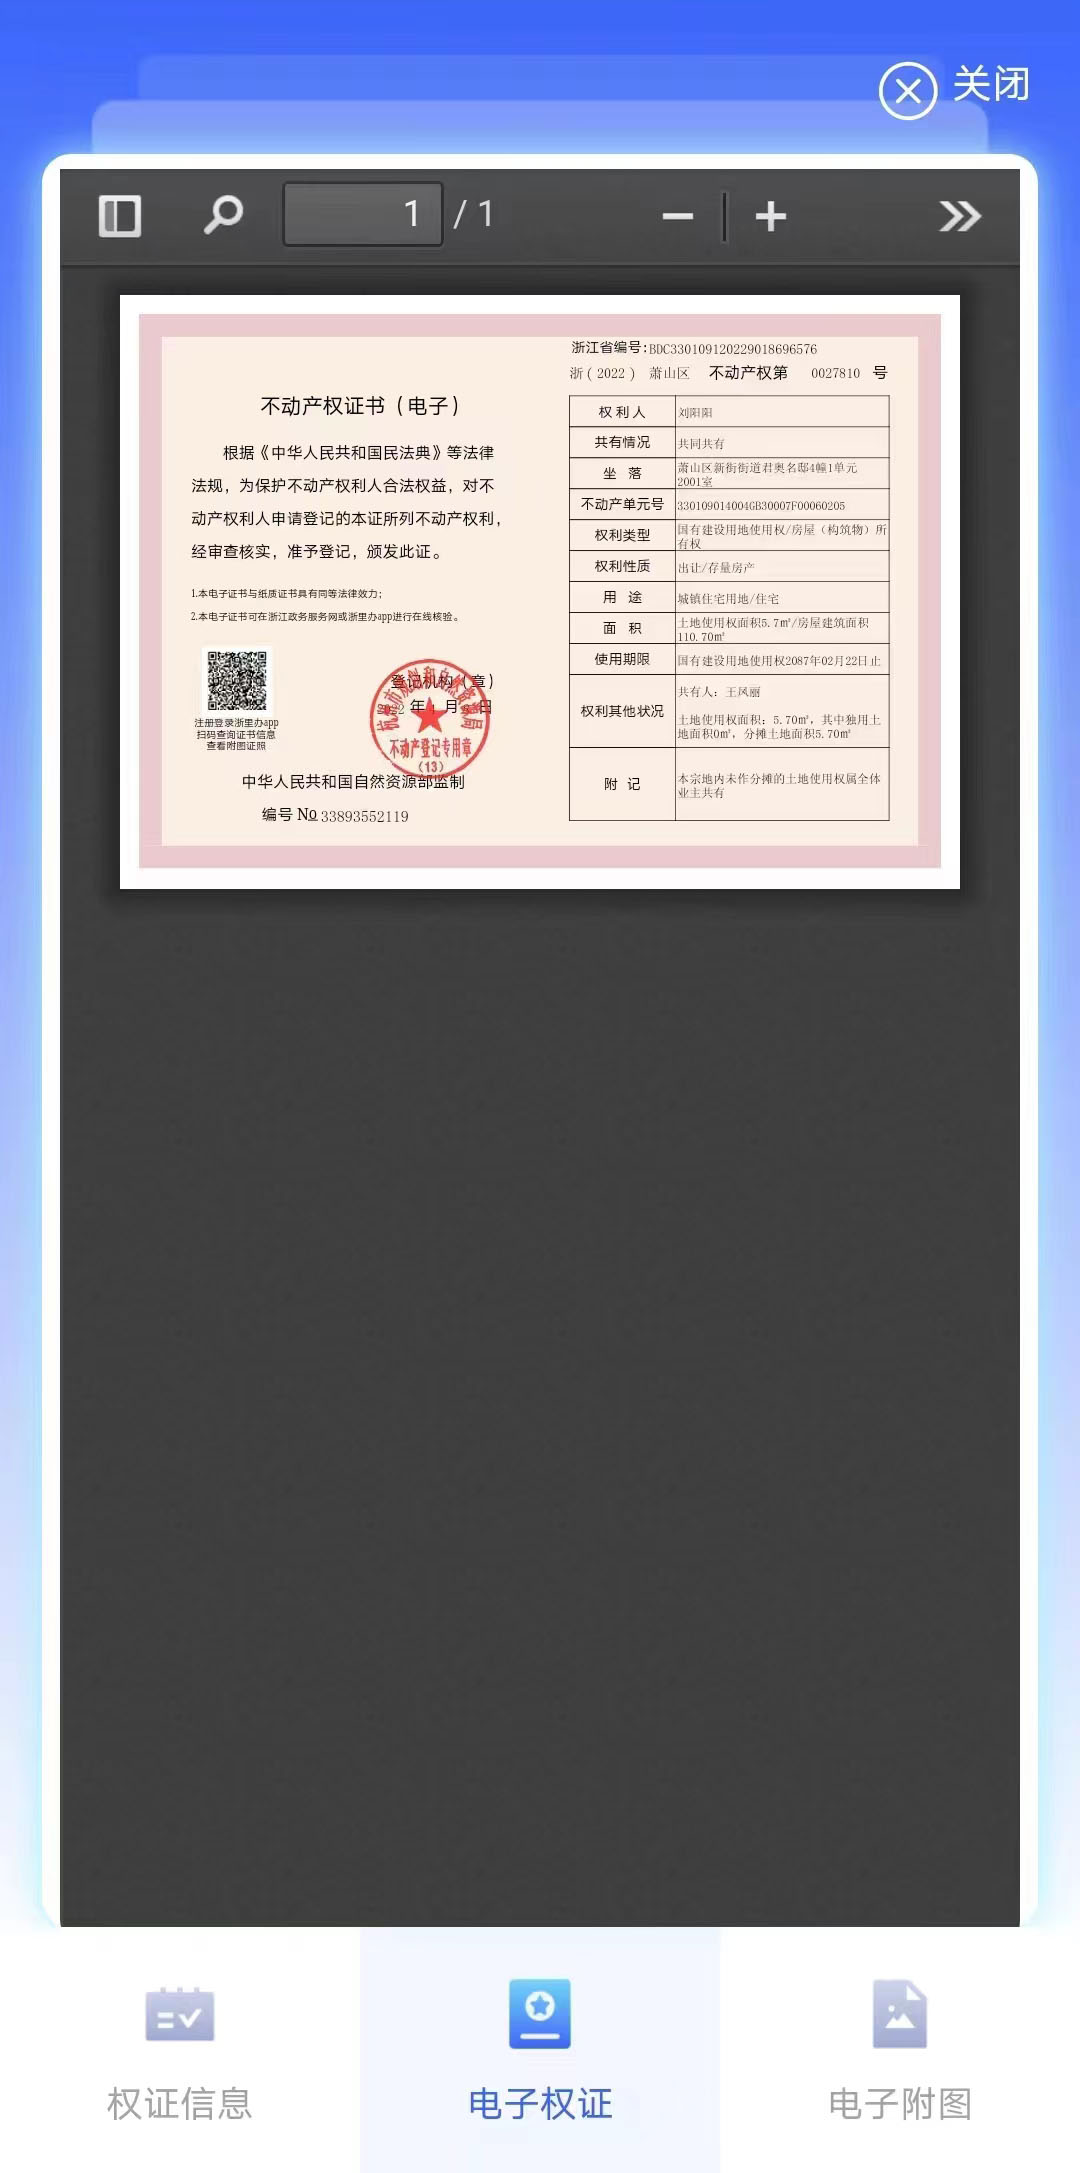 关闭
1 / 1
不动产权证书（电子）
根据《中华人民共和国民法典》等法律
法规，为保护不动产权利人合法权益，对不
动产权利人申请登记的本证所列不动产权利，
经审查核实，准予登记，颁发此证。
1.本电子证书与纸质证书具有同等法律效力；
2.本电子证书可在浙江政务服务网或浙里办app进行在线核验。
注册登录浙里办app
扫码查询证书信息
查看附图证照
登记机构（章）
2022 年 1 月 日
杭州市规划和自然资源局
不动产登记专用章
（13）
中华人民共和国自然资源部监制
编号 No 33893552119
浙江省编号:BDC330109120229018696576
浙（2022） 萧山区 不动产权第 0027810 号
权利人 刘阳阳
共有情况 共同共有
坐 落 萧山区新街街道君奥名邸4幢1单元
2001室
不动产单元号 330109014004GB30007F00060205
权利类型 国有建设用地使用权/房屋（构筑物）所
有权
权利性质 出让/存量房产
用 途 城镇住宅用地/住宅
面 积 土地使用权面积5.7㎡/房屋建筑面积
110.70㎡
使用期限 国有建设用地使用权2087年02月22日止
权利其他状况 共有人：王凤丽
土地使用权面积：5.70㎡，其中独用土
地面积0㎡，分摊土地面积5.70㎡
附 记 本宗地内未作分摊的土地使用权属全体
业主共有
权证信息
电子权证
电子附图